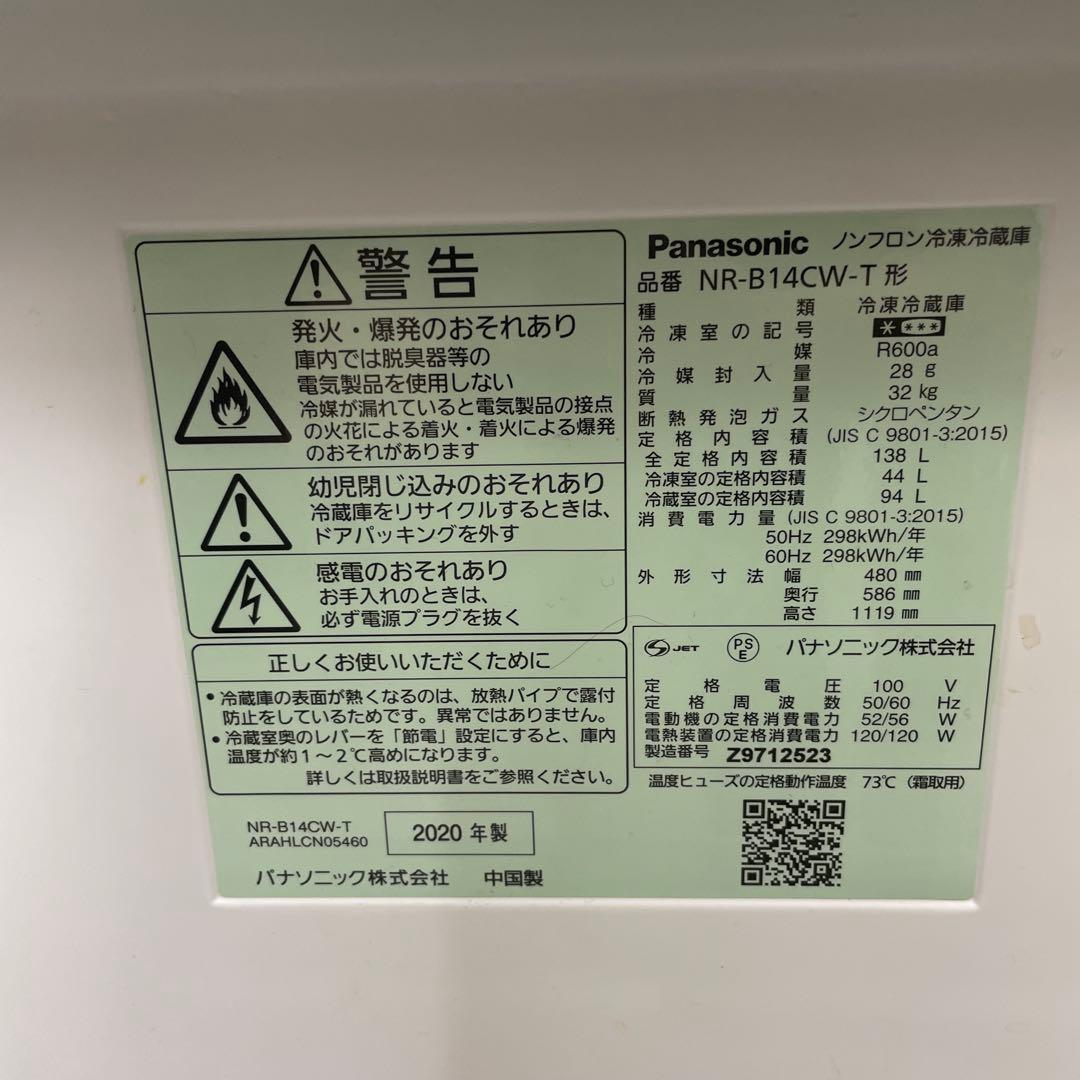 警告
発火・爆発のおそれあり
庫内では脱臭器等の
電気製品を使用しない
冷媒が漏れていると電気製品の接点
の火花による着火・着火による爆発
のおそれがあります
幼児閉じ込みのおそれあり
冷蔵庫をリサイクルするときは、
ドアパッキングを外す
感電のおそれあり
お手入れのときは、
必ず電源プラグを抜く
正しくお使いいただくために
•冷蔵庫の表面が熱くなるのは、放熱パイプで露付
防止をしているためです。異常ではありません。
•冷蔵室奥のレバーを「節電」設定にすると、庫内
温度が約1～2℃高めになります。
詳しくは取扱説明書をご参照ください。
NR-B14CW-T
ARAHLCN05460
2020 年製
パナソニック株式会社 中国製
Panasonic ノンフロン冷凍冷蔵庫
品番 NR-B14CW-T 形
種類 冷凍冷蔵庫
冷凍室の記号 * ***
冷媒 R600a
冷媒封入量 28 g
質量 32 kg
断熱発泡ガス シクロペンタン
定格内容積 (JIS C 9801-3:2015)
全定格内容積 138 L
冷凍室の定格内容積 44 L
冷蔵室の定格内容積 94 L
消費電力量 (JIS C 9801-3:2015)
50Hz 298kWh/年
60Hz 298kWh/年
外形寸法 幅 480 mm
奥行 586 mm
高さ 1119 mm
S JET PS E パナソニック株式会社
定格電圧 100 V
定格周波数 50/60 Hz
電動機の定格消費電力 52/56 W
電熱装置の定格消費電力 120/120 W
製造番号 Z9712523
温度ヒューズの定格動作温度 73℃ (霜取用)